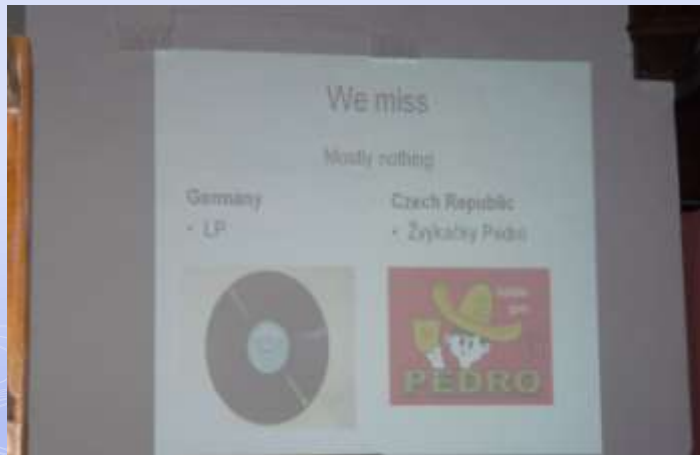 We miss
Mostly nothing
Germany
• LP
Czech Republic
• Žvýkačky Pedro
PEDRO